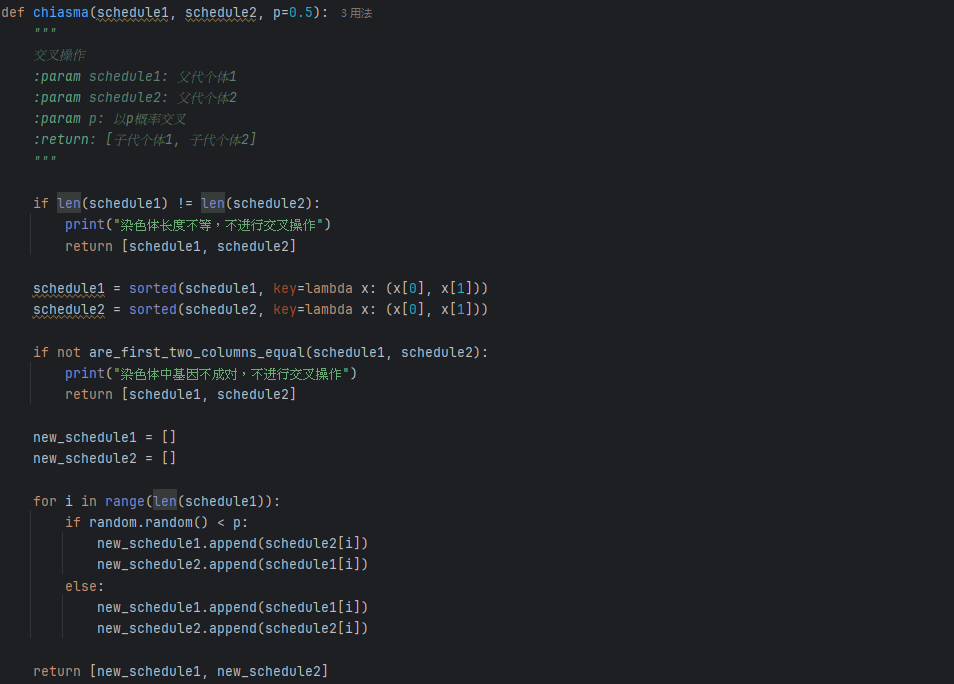 def chiasma(schedule1, schedule2, p=0.5): 3 用法
"""
交叉操作
:param schedule1: 父代个体1
:param schedule2: 父代个体2
:param p: 以p概率交叉
:return: [子代个体1, 子代个体2]
"""
if len(schedule1) != len(schedule2):
print("染色体长度不等，不进行交叉操作")
return [schedule1, schedule2]
schedule1 = sorted(schedule1, key=lambda x: (x[0], x[1]))
schedule2 = sorted(schedule2, key=lambda x: (x[0], x[1]))
if not are_first_two_columns_equal(schedule1, schedule2):
print("染色体中基因不成对，不进行交叉操作")
return [schedule1, schedule2]
new_schedule1 = []
new_schedule2 = []
for i in range(len(schedule1)):
if random.random() < p:
new_schedule1.append(schedule2[i])
new_schedule2.append(schedule1[i])
else:
new_schedule1.append(schedule1[i])
new_schedule2.append(schedule2[i])
return [new_schedule1, new_schedule2]